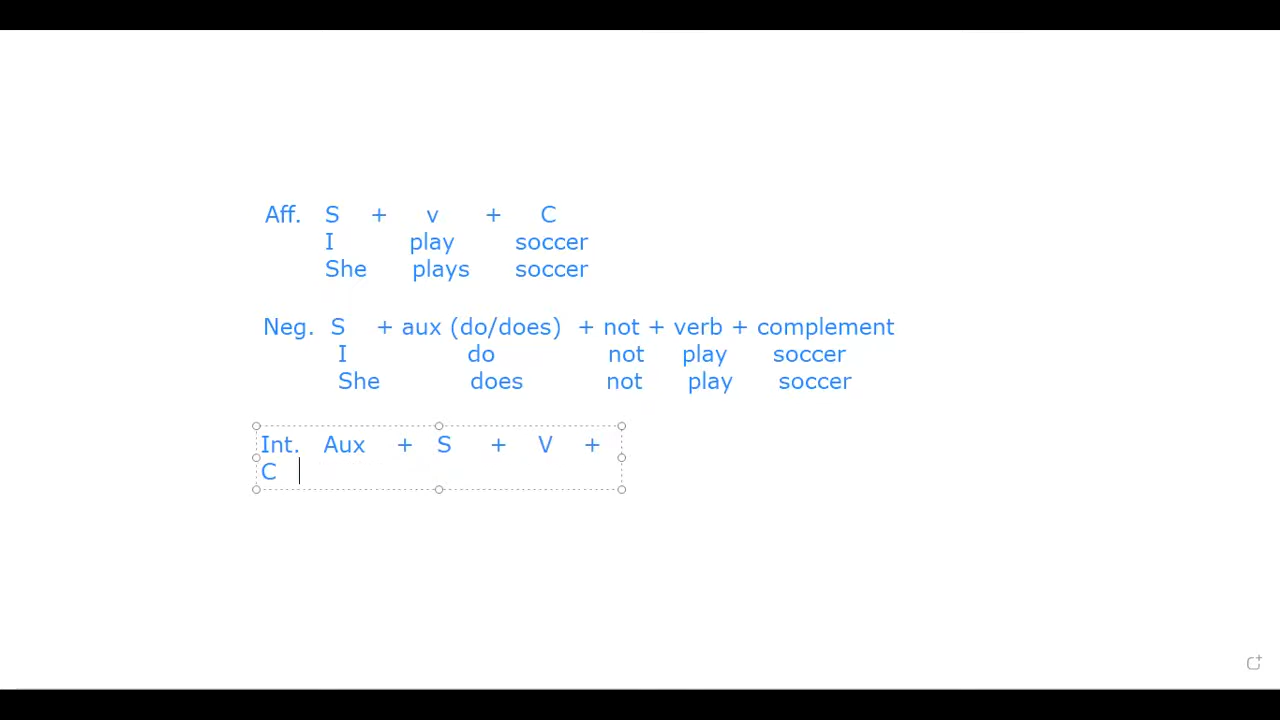 Aff. S + v + C
I play soccer
She plays soccer
Neg. S + aux (do/does) + not + verb + complement
I do not play soccer
She does not play soccer
Int. Aux + S + V +
C